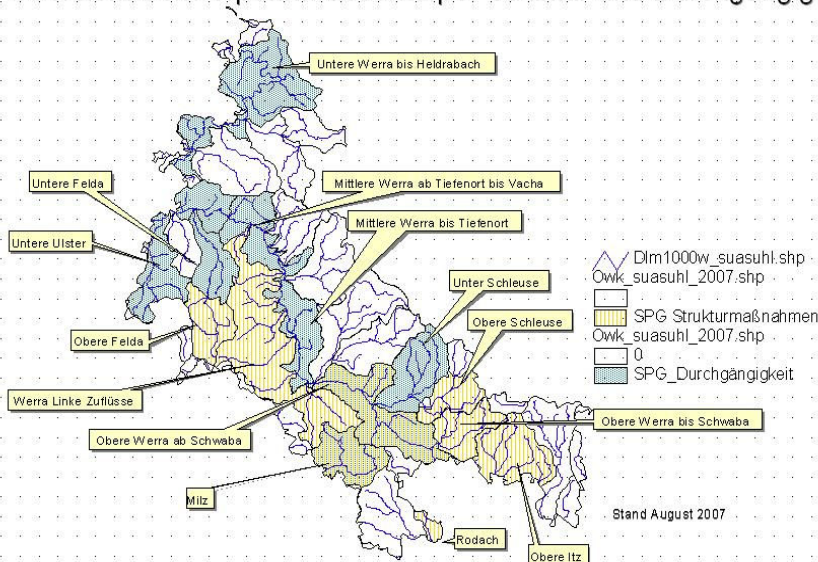 Untere Werra bis Heldrabach
Untere Felda
Mittlere Werra ab Tiefenort bis Vacha
Mittlere Werra bis Tiefenort
Untere Ulster
Unter Schleuse
Obere Schleuse
Obere Felda
Werra Linke Zuflüsse
Obere Werra ab Schwaba
Obere Werra bis Schwaba
Milz
Rodach
Obere Itz
Dlm1000w_suasuhl.shp
Owk_suasuhl_2007.shp
SPG Strukturmaßnahmen
Owk_suasuhl_2007.shp
0
SPG_Durchgängigkeit
Stand August 2007